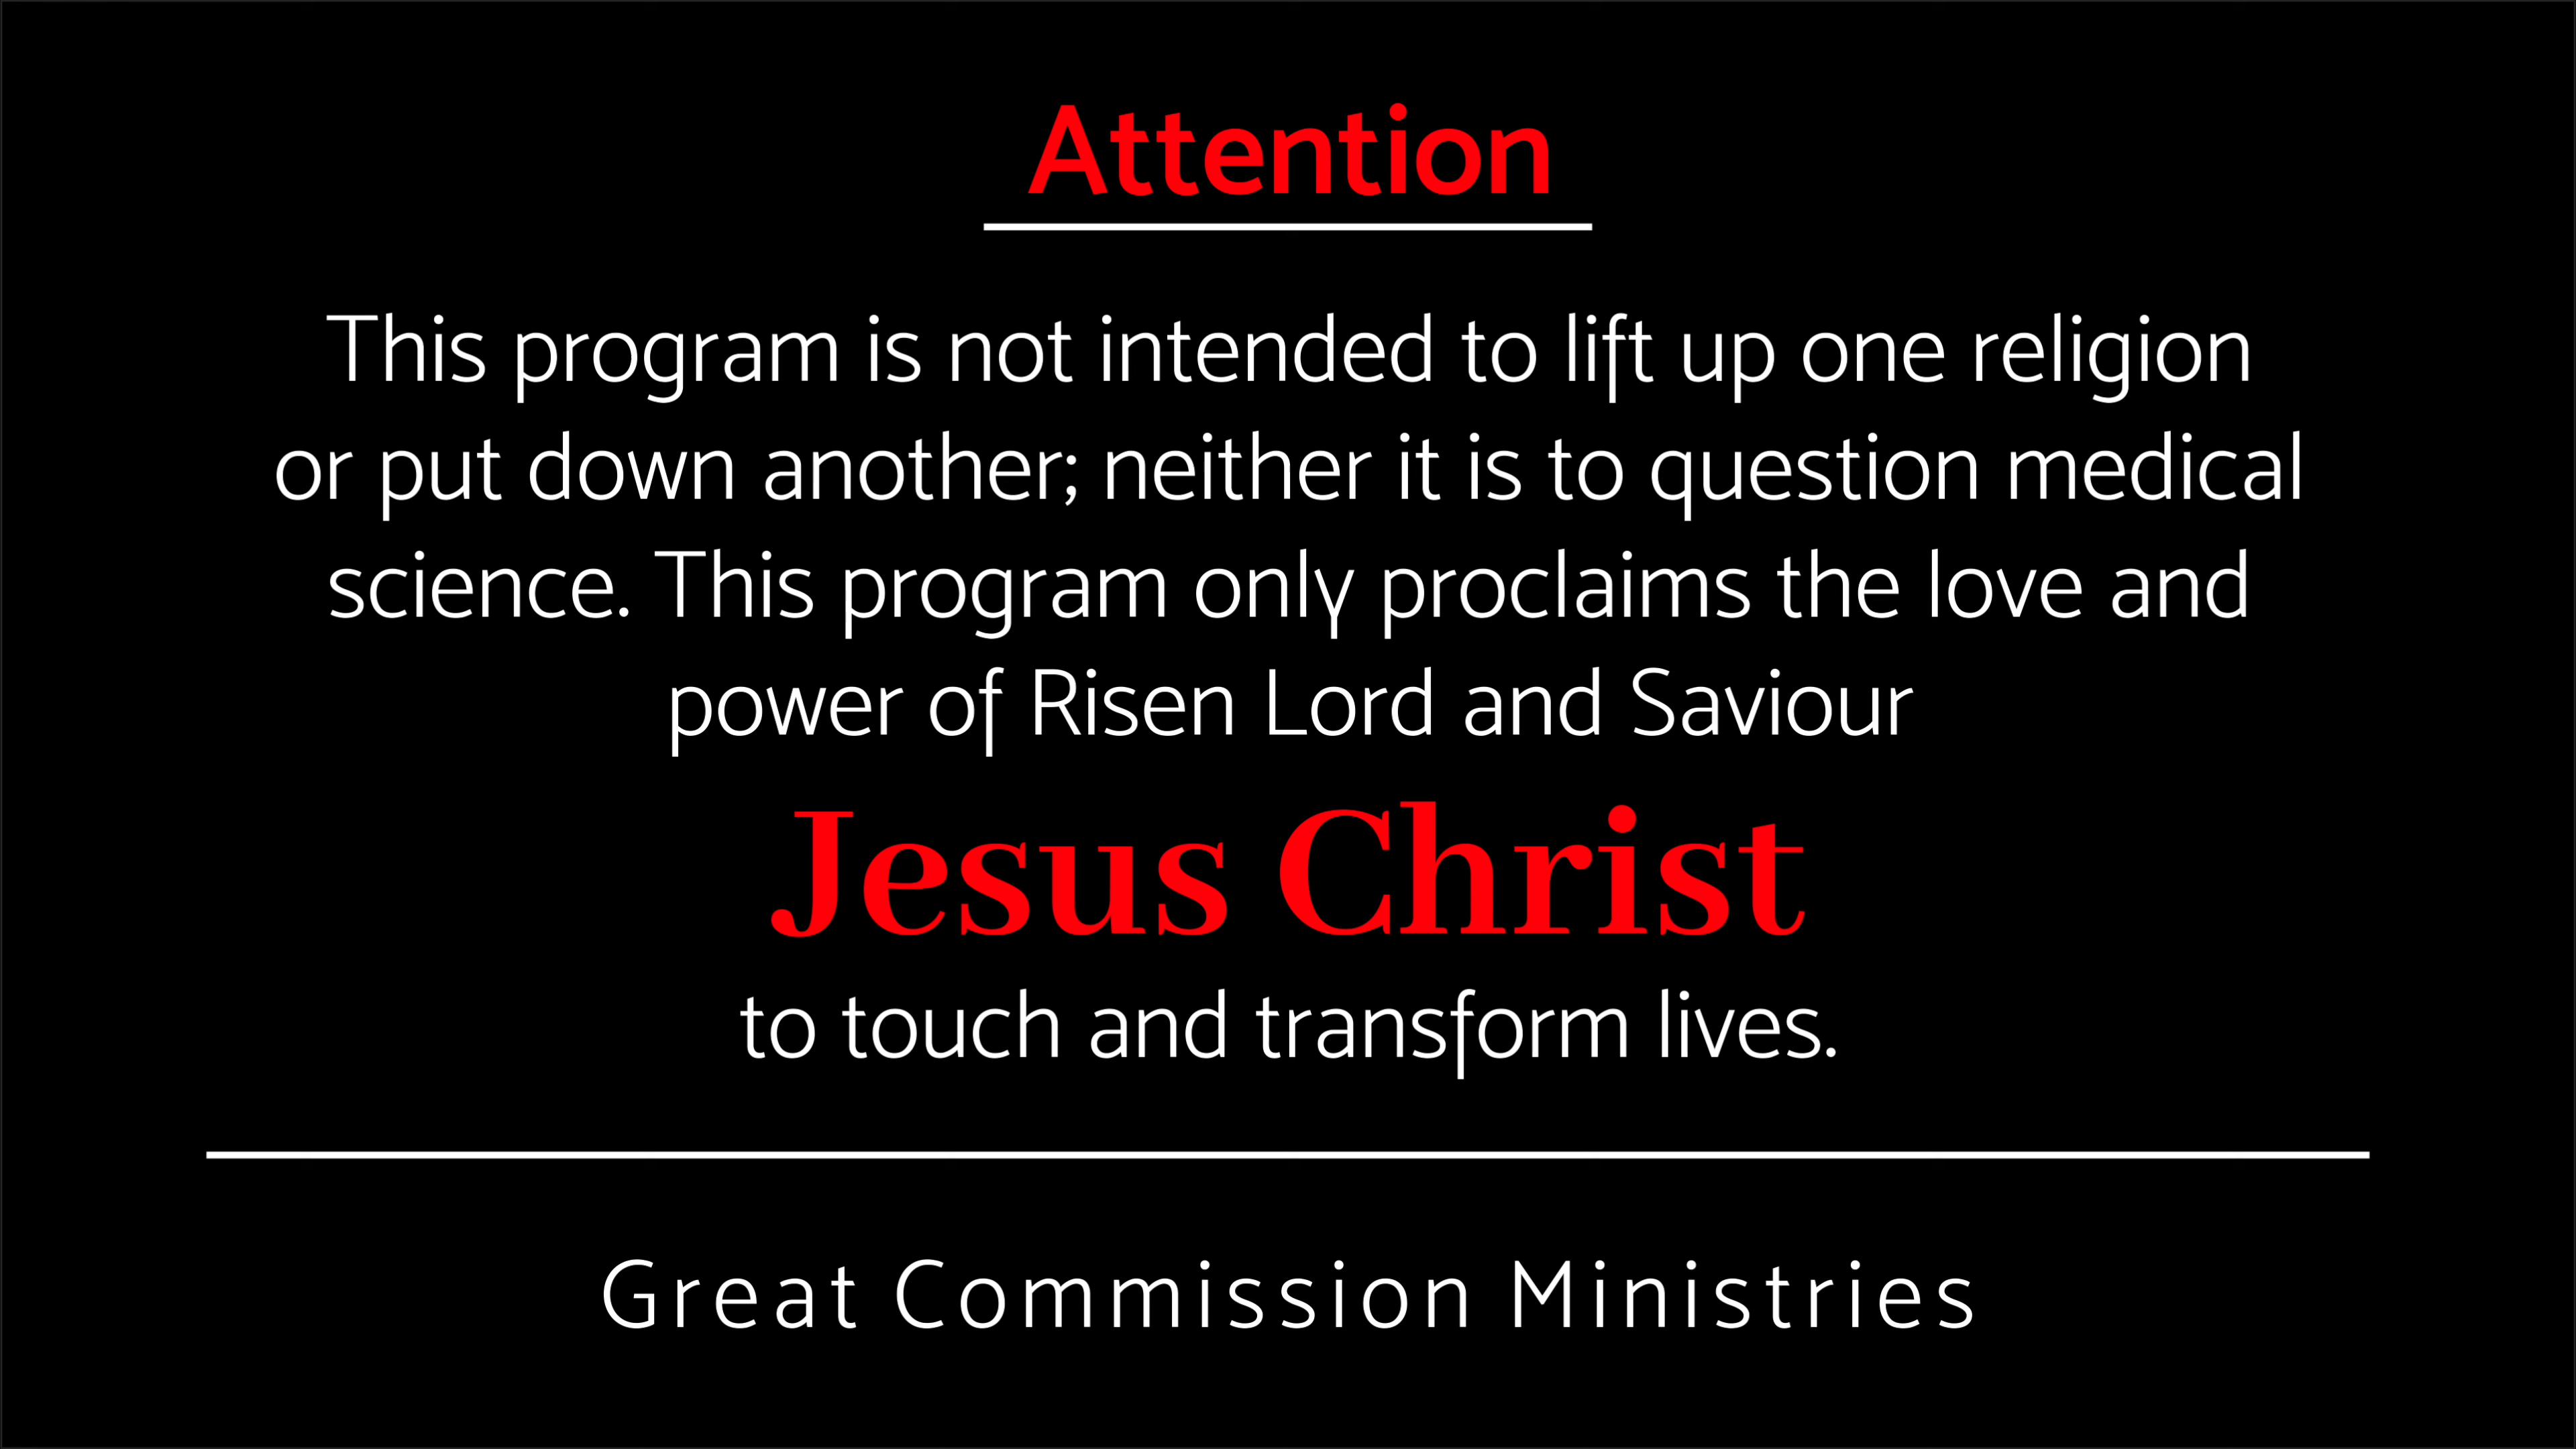 Attention
This program is not intended to lift up one religion
or put down another; neither it is to question medical
science. This program only proclaims the love and
power of Risen Lord and Saviour
Jesus Christ
to touch and transform lives.
Great Commission Ministries